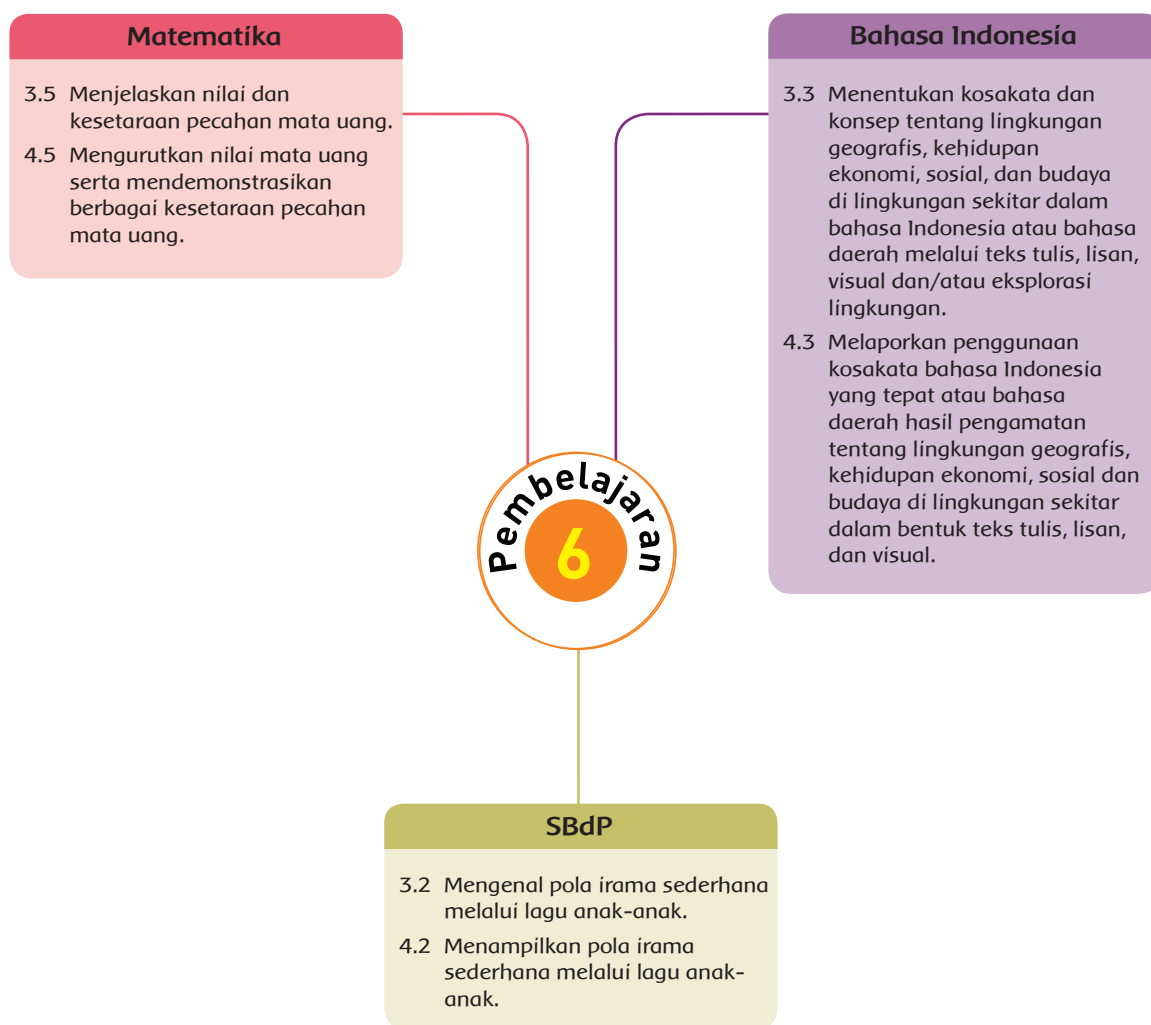 Matematika
3.5 Menjelaskan nilai dan
kesetaraan pecahan mata uang.
4.5 Mengurutkan nilai mata uang
serta mendemonstrasikan
berbagai kesetaraan pecahan
mata uang.
Bahasa Indonesia
3.3 Menentukan kosakata dan
konsep tentang lingkungan
geografis, kehidupan
ekonomi, sosial, dan budaya
di lingkungan sekitar dalam
bahasa Indonesia atau bahasa
daerah melalui teks tulis, lisan,
visual dan/atau eksplorasi
lingkungan.
4.3 Melaporkan penggunaan
kosakata bahasa Indonesia
yang tepat atau bahasa
daerah hasil pengamatan
tentang lingkungan geografis,
kehidupan ekonomi, sosial dan
budaya di lingkungan sekitar
dalam bentuk teks tulis, lisan,
dan visual.
Pembelajaran
6
SBdP
3.2 Mengenal pola irama sederhana
melalui lagu anak-anak.
4.2 Menampilkan pola irama
sederhana melalui lagu anak-
anak.